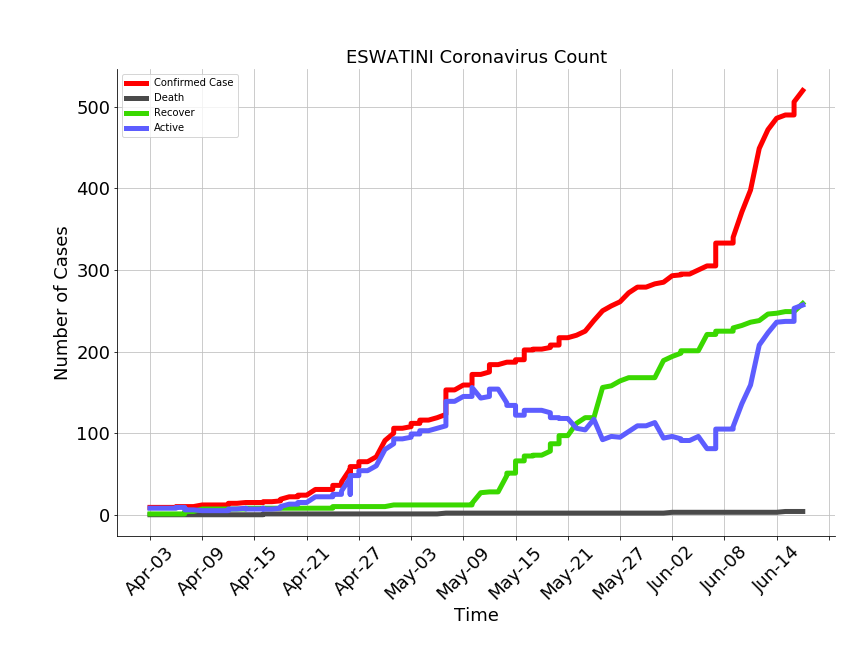 ESWATINI Coronavirus Count
Confirmed Case
Death
Recover
Active
500
400
300
200
100
0
Number of Cases
Apr-03
Apr-09
Apr-15
Apr-21
Apr-27
May-03
May-09
May-15
May-21
May-27
Jun-02
Jun-08
Jun-14
Time